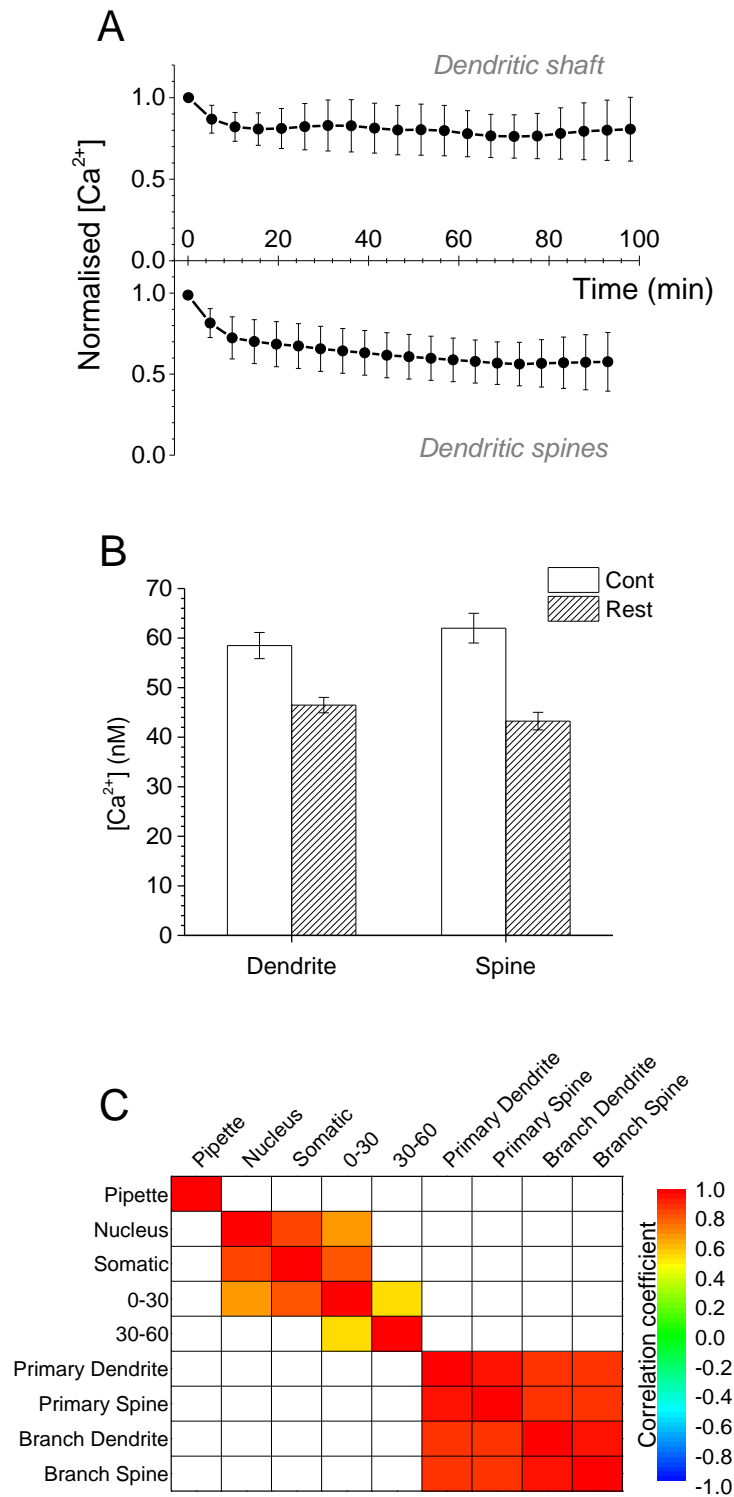 A
Dendritic shaft
Normalised [Ca2+]
1.0
0.5
0.0
0 20 40 60 80 100
Time (min)
1.0
0.5
0.0
Dendritic spines
B
[Ca2+] (nM)
70
60
50
40
30
20
10
0
Cont
Rest
Dendrite Spine
C
Pipette Nucleus Somatic 0-30 30-60 Primary Dendrite Primary Spine Branch Dendrite Branch Spine
Pipette
Nucleus
Somatic
0-30
30-60
Primary Dendrite
Primary Spine
Branch Dendrite
Branch Spine
Correlation coefficient
1.0
0.8
0.6
0.4
0.2
0.0
-0.2
-0.4
-0.6
-0.8
-1.0